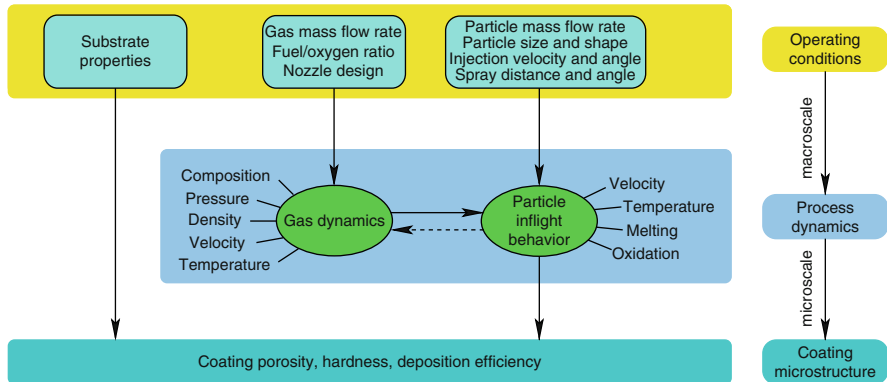 Substrate
properties
Gas mass flow rate
Fuel/oxygen ratio
Nozzle design
Particle mass flow rate
Particle size and shape
Injection velocity and angle
Spray distance and angle
Operating
conditions
macroscale
Composition
Pressure
Density
Velocity
Temperature
Gas dynamics
Particle
inflight
behavior
Velocity
Temperature
Melting
Oxidation
Process
dynamics
microscale
Coating porosity, hardness, deposition efficiency
Coating
microstructure